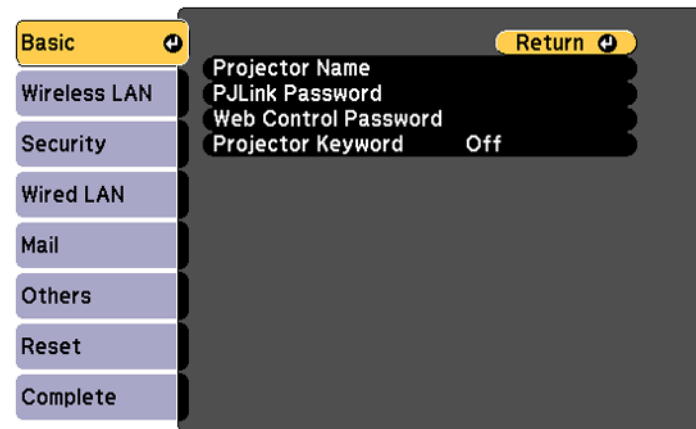 Basic
Wireless LAN
Security
Wired LAN
Mail
Others
Reset
Complete
Return
Projector Name
PJLink Password
Web Control Password
Projector Keyword Off